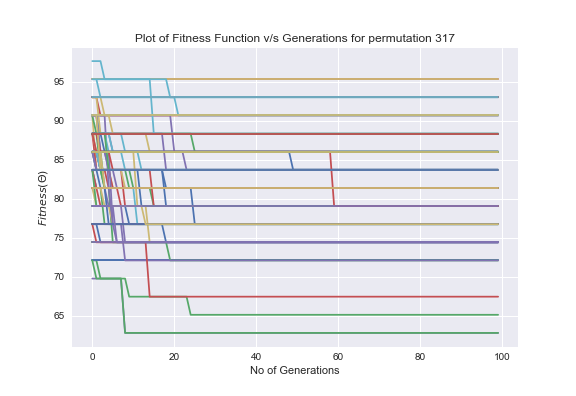 Plot of Fitness Function v/s Generations for permutation 317
Fitness(Θ)
95
90
85
80
75
70
65
0 20 40 60 80 100
No of Generations